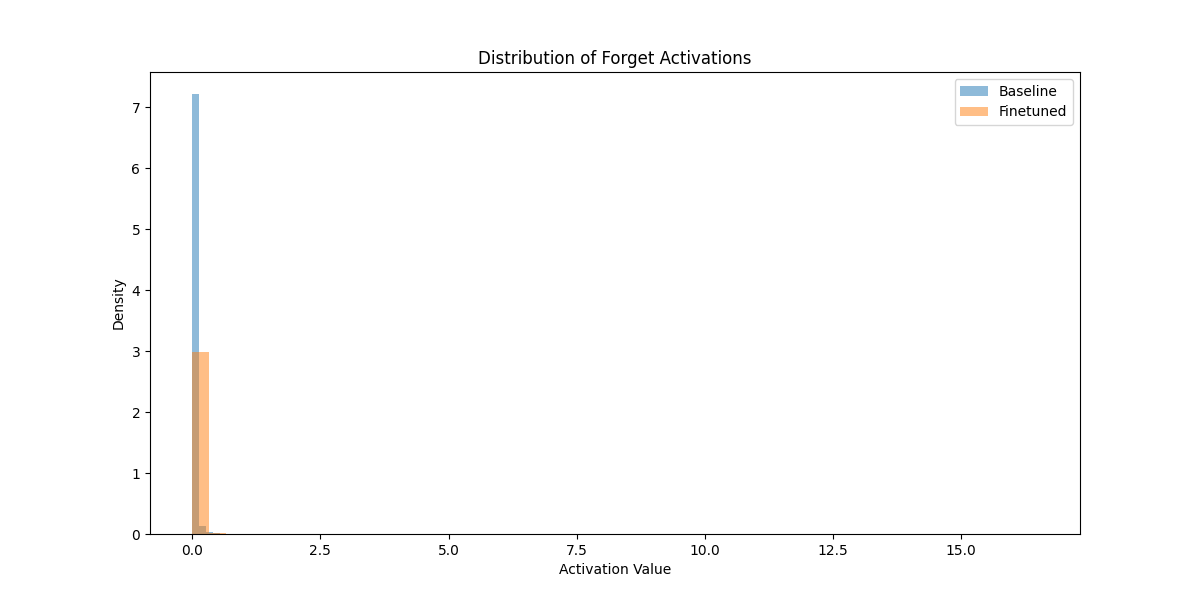 Distribution of Forget Activations
Baseline
Finetuned
Density
7
6
5
4
3
2
1
0
0.0 2.5 5.0 7.5 10.0 12.5 15.0
Activation Value